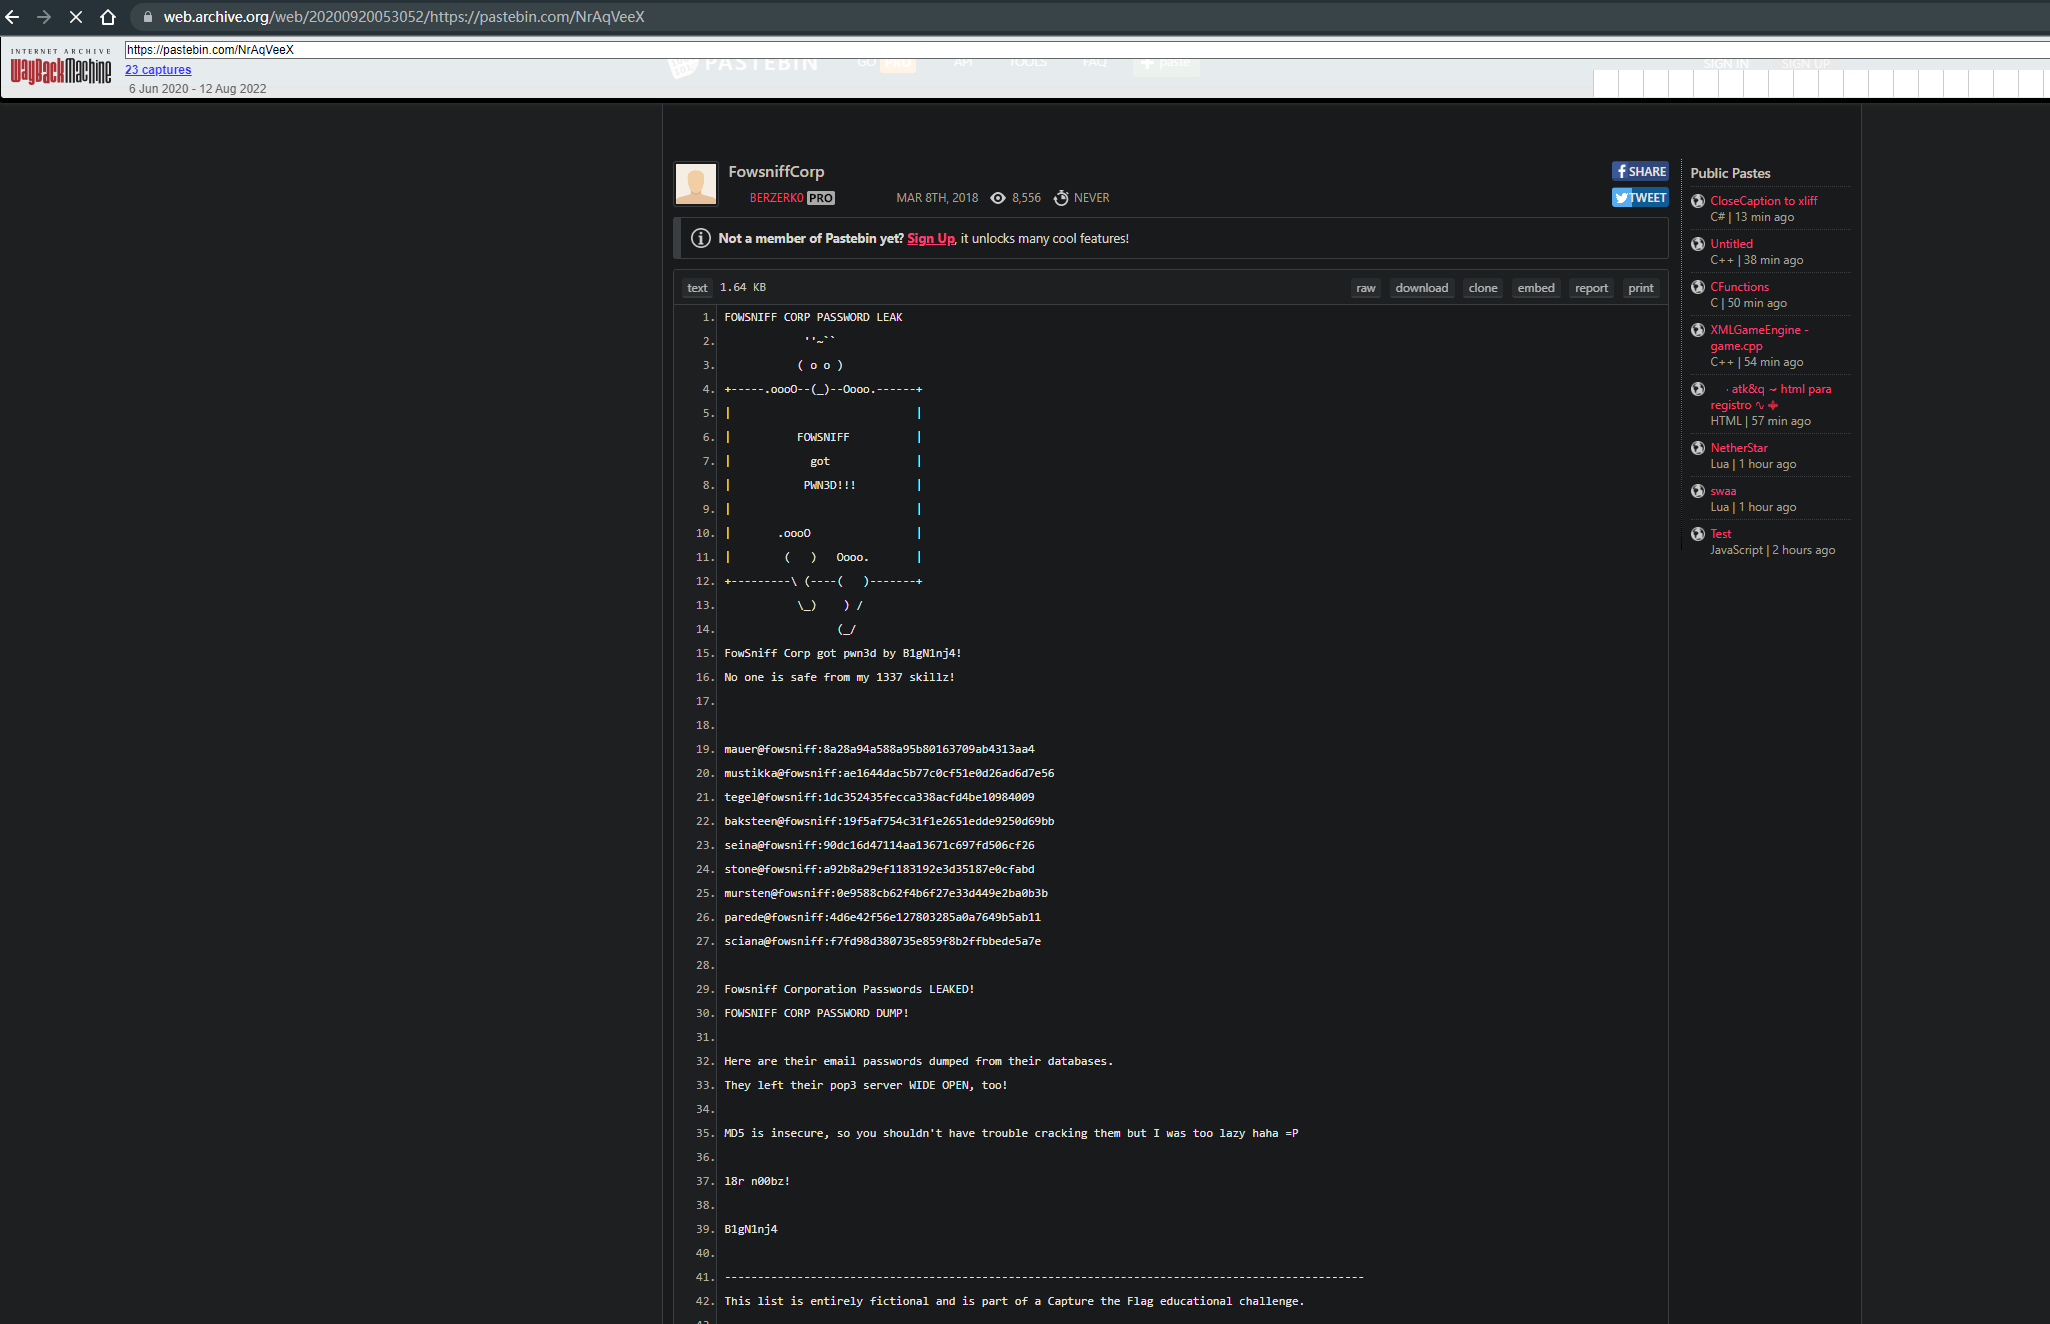 web.archive.org/web/20200920053052/https://pastebin.com/NrAqVeeX
INTERNET ARCHIVE
WayBackMachine
https://pastebin.com/NrAqVeeX
23 captures
6 Jun 2020 - 12 Aug 2022
PASTEBIN GO PRO API TOOLS FAQ + paste SIGN IN SIGN UP
FowsniffCorp
BERZERK0 PRO MAR 8TH, 2018 8,556 NEVER
SHARE
TWEET
Not a member of Pastebin yet? Sign Up, it unlocks many cool features!
text 1.64 KB raw download clone embed report print
1. FOWSNIFF CORP PASSWORD LEAK
2. ''~``
3. ( o o )
4. +-----.oooO--(_)--Oooo.------+
5. | |
6. | FOWSNIFF |
7. | got |
8. | PWN3D!!! |
9. | |
10. | .oooO |
11. | ( ) Oooo. |
12. +---------\ (----( )-------+
13. \_) ) /
14. (_/
15. FowSniff Corp got pwn3d by B1gN1nj4!
16. No one is safe from my 1337 skillz!
17.
18.
19. mauer@fowsniff:8a28a94a588a95b80163709ab4313aa4
20. mustikka@fowsniff:ae1644dac5b77c0cf51e0d26ad6d7e56
21. tegel@fowsniff:1dc352435fecca338acfd4be10984009
22. baksteen@fowsniff:19f5af754c31f1e2651edde9250d69bb
23. seina@fowsniff:90dc16d47114aa13671c697fd506cf26
24. stone@fowsniff:a92b8a29ef1183192e3d35187e0cfabd
25. mursten@fowsniff:0e9588cb62f4b6f27e33d449e2ba0b3b
26. parede@fowsniff:4d6e42f56e127803285a0a7649b5ab11
27. sciana@fowsniff:f7fd98d380735e859f8b2ffbbede5a7e
28.
29. Fowsniff Corporation Passwords LEAKED!
30. FOWSNIFF CORP PASSWORD DUMP!
31.
32. Here are their email passwords dumped from their databases.
33. They left their pop3 server WIDE OPEN, too!
34.
35. MD5 is insecure, so you shouldn't have trouble cracking them but I was too lazy haha =P
36.
37. l8r n00bz!
38.
39. B1gN1nj4
40.
41. -------------------------------------------------------------------------------------------------
42. This list is entirely fictional and is part of a Capture the Flag educational challenge.
Public Pastes
CloseCaption to xliff
C# | 13 min ago
Untitled
C++ | 38 min ago
CFunctions
C | 50 min ago
XMLGameEngine -
game.cpp
C++ | 54 min ago
· atk&q ~ html para
registro ∿ ✙
HTML | 57 min ago
NetherStar
Lua | 1 hour ago
swaa
Lua | 1 hour ago
Test
JavaScript | 2 hours ago